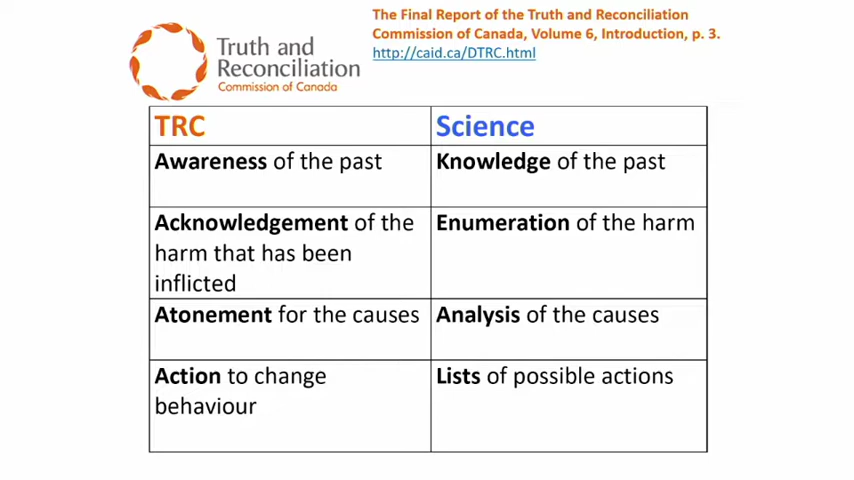 The Final Report of the Truth and Reconciliation
Commission of Canada, Volume 6, Introduction, p. 3.
http://caid.ca/DTRC.html
Truth and
Reconciliation
Commission of Canada
TRC
Science
Awareness of the past
Knowledge of the past
Acknowledgement of the
harm that has been
inflicted
Enumeration of the harm
Atonement for the causes
Analysis of the causes
Action to change
behaviour
Lists of possible actions